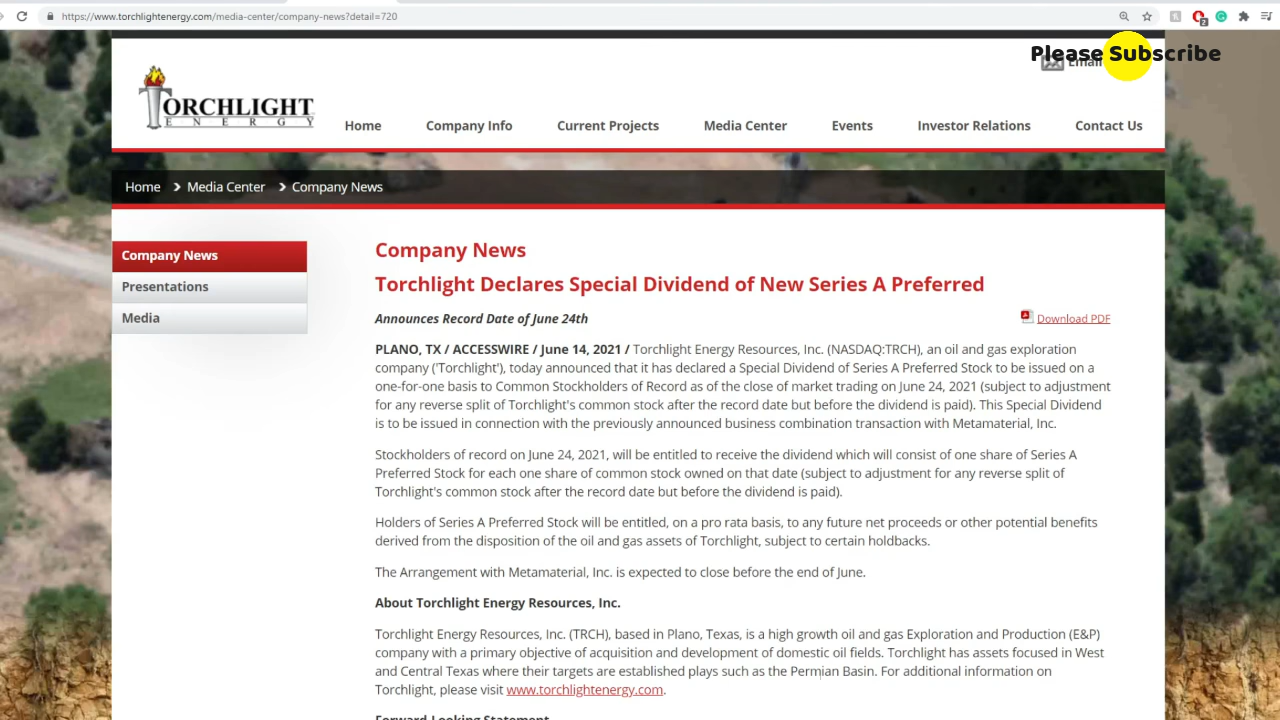 https://www.torchlightenergy.com/media-center/company-news?detail=720
2
Please Subscribe
Email
TORCHLIGHT
ENERGY
Home
Company Info
Current Projects
Media Center
Events
Investor Relations
Contact Us
Home
Media Center
Company News
Company News
Presentations
Media
Company News
Torchlight Declares Special Dividend of New Series A Preferred
Announces Record Date of June 24th
Download PDF
PLANO, TX / ACCESSWIRE / June 14, 2021 / Torchlight Energy Resources, Inc. (NASDAQ:TRCH), an oil and gas exploration
company ('Torchlight'), today announced that it has declared a Special Dividend of Series A Preferred Stock to be issued on a
one-for-one basis to Common Stockholders of Record as of the close of market trading on June 24, 2021 (subject to adjustment
for any reverse split of Torchlight's common stock after the record date but before the dividend is paid). This Special Dividend
is to be issued in connection with the previously announced business combination transaction with Metamaterial, Inc.
Stockholders of record on June 24, 2021, will be entitled to receive the dividend which will consist of one share of Series A
Preferred Stock for each one share of common stock owned on that date (subject to adjustment for any reverse split of
Torchlight's common stock after the record date but before the dividend is paid).
Holders of Series A Preferred Stock will be entitled, on a pro rata basis, to any future net proceeds or other potential benefits
derived from the disposition of the oil and gas assets of Torchlight, subject to certain holdbacks.
The Arrangement with Metamaterial, Inc. is expected to close before the end of June.
About Torchlight Energy Resources, Inc.
Torchlight Energy Resources, Inc. (TRCH), based in Plano, Texas, is a high growth oil and gas Exploration and Production (E&P)
company with a primary objective of acquisition and development of domestic oil fields. Torchlight has assets focused in West
and Central Texas where their targets are established plays such as the Permian Basin. For additional information on
Torchlight, please visit www.torchlightenergy.com.
Forward-Looking Statement